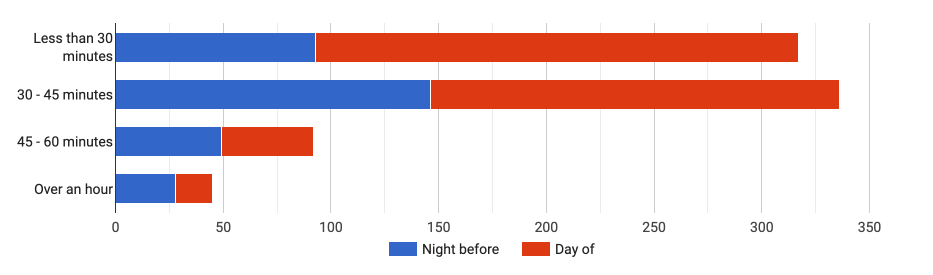 Less than 30
minutes
30 - 45 minutes
45 - 60 minutes
Over an hour
0 50 100 150 200 250 300 350
Night before Day of